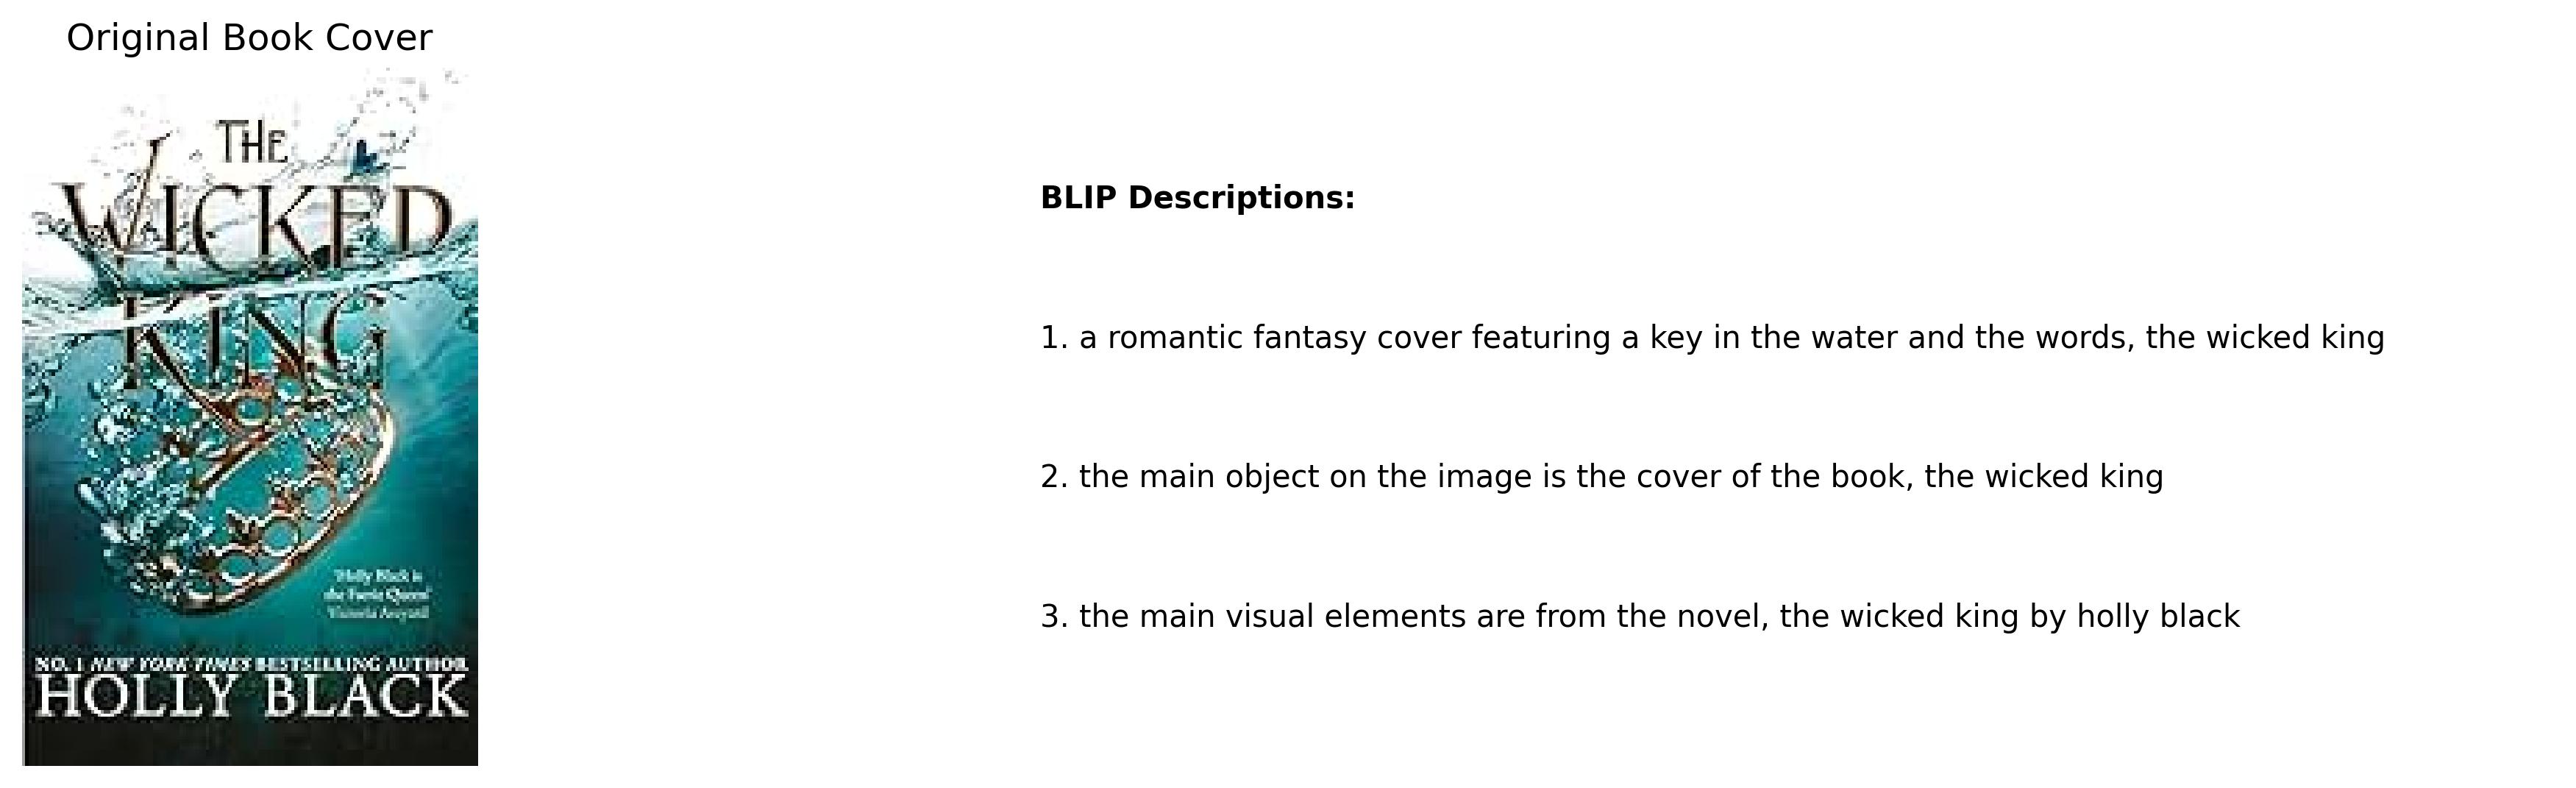 Original Book Cover
THE
WICKED
KING
'Holly Black is
the Faerie Queen'
Victoria Aveyard
NO. 1 NEW YORK TIMES BESTSELLING AUTHOR
HOLLY BLACK
BLIP Descriptions:
1. a romantic fantasy cover featuring a key in the water and the words, the wicked king
2. the main object on the image is the cover of the book, the wicked king
3. the main visual elements are from the novel, the wicked king by holly black